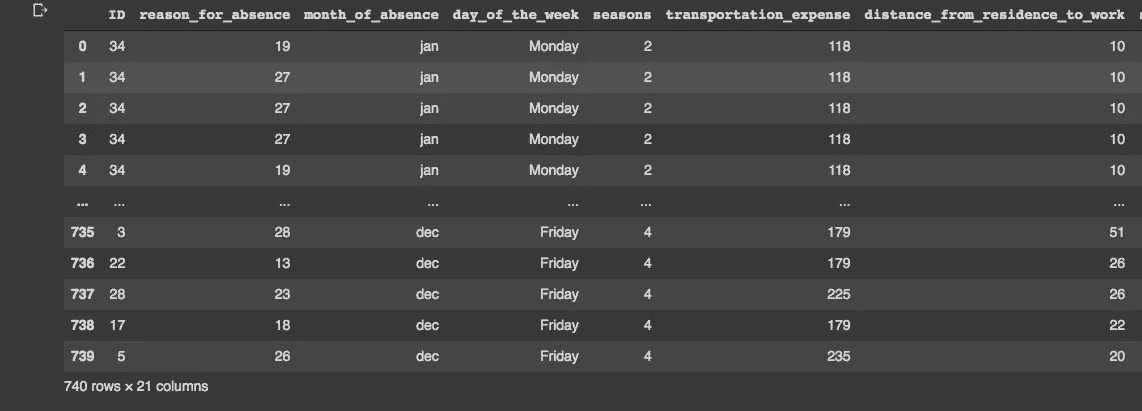 ID reason_for_absence month_of_absence day_of_the_week seasons transportation_expense distance_from_residence_to_work
0 34 19 jan Monday 2 118 10
1 34 27 jan Monday 2 118 10
2 34 27 jan Monday 2 118 10
3 34 27 jan Monday 2 118 10
4 34 19 jan Monday 2 118 10
... ... ... ... ... ... ... ...
735 3 28 dec Friday 4 179 51
736 22 13 dec Friday 4 179 26
737 28 23 dec Friday 4 225 26
738 17 18 dec Friday 4 179 22
739 5 26 dec Friday 4 235 20
740 rows × 21 columns